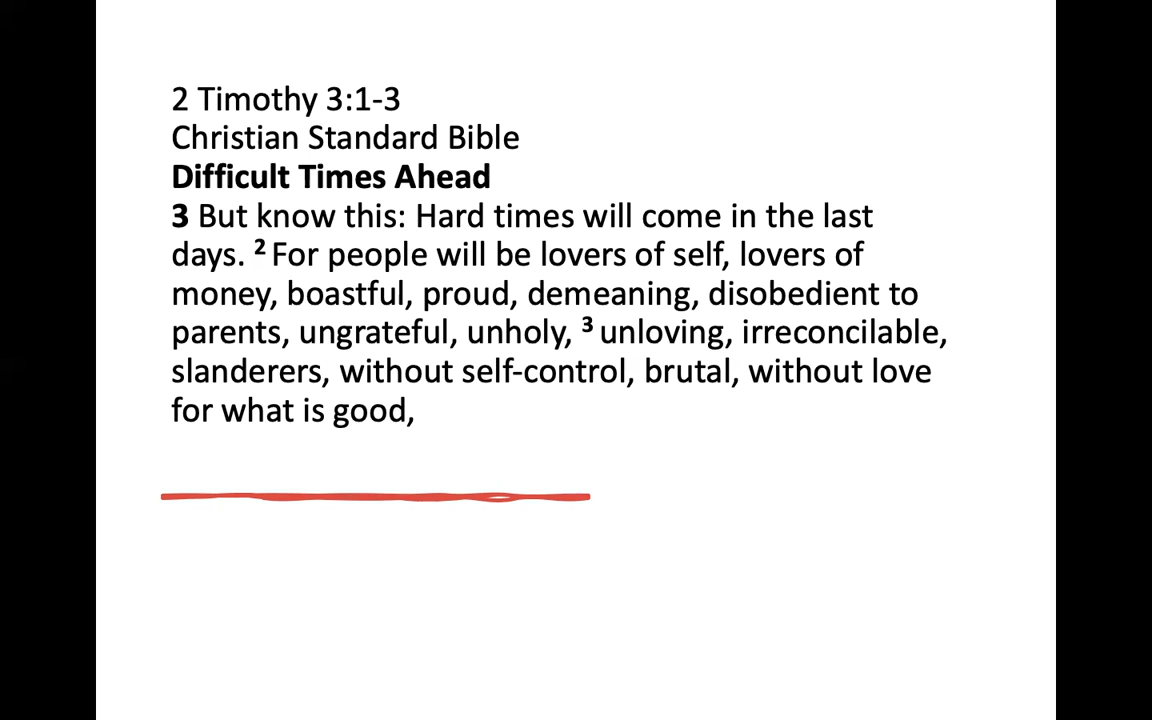 2 Timothy 3:1-3
Christian Standard Bible
Difficult Times Ahead
3 But know this: Hard times will come in the last
days. 2 For people will be lovers of self, lovers of
money, boastful, proud, demeaning, disobedient to
parents, ungrateful, unholy, 3 unloving, irreconcilable,
slanderers, without self-control, brutal, without love
for what is good,